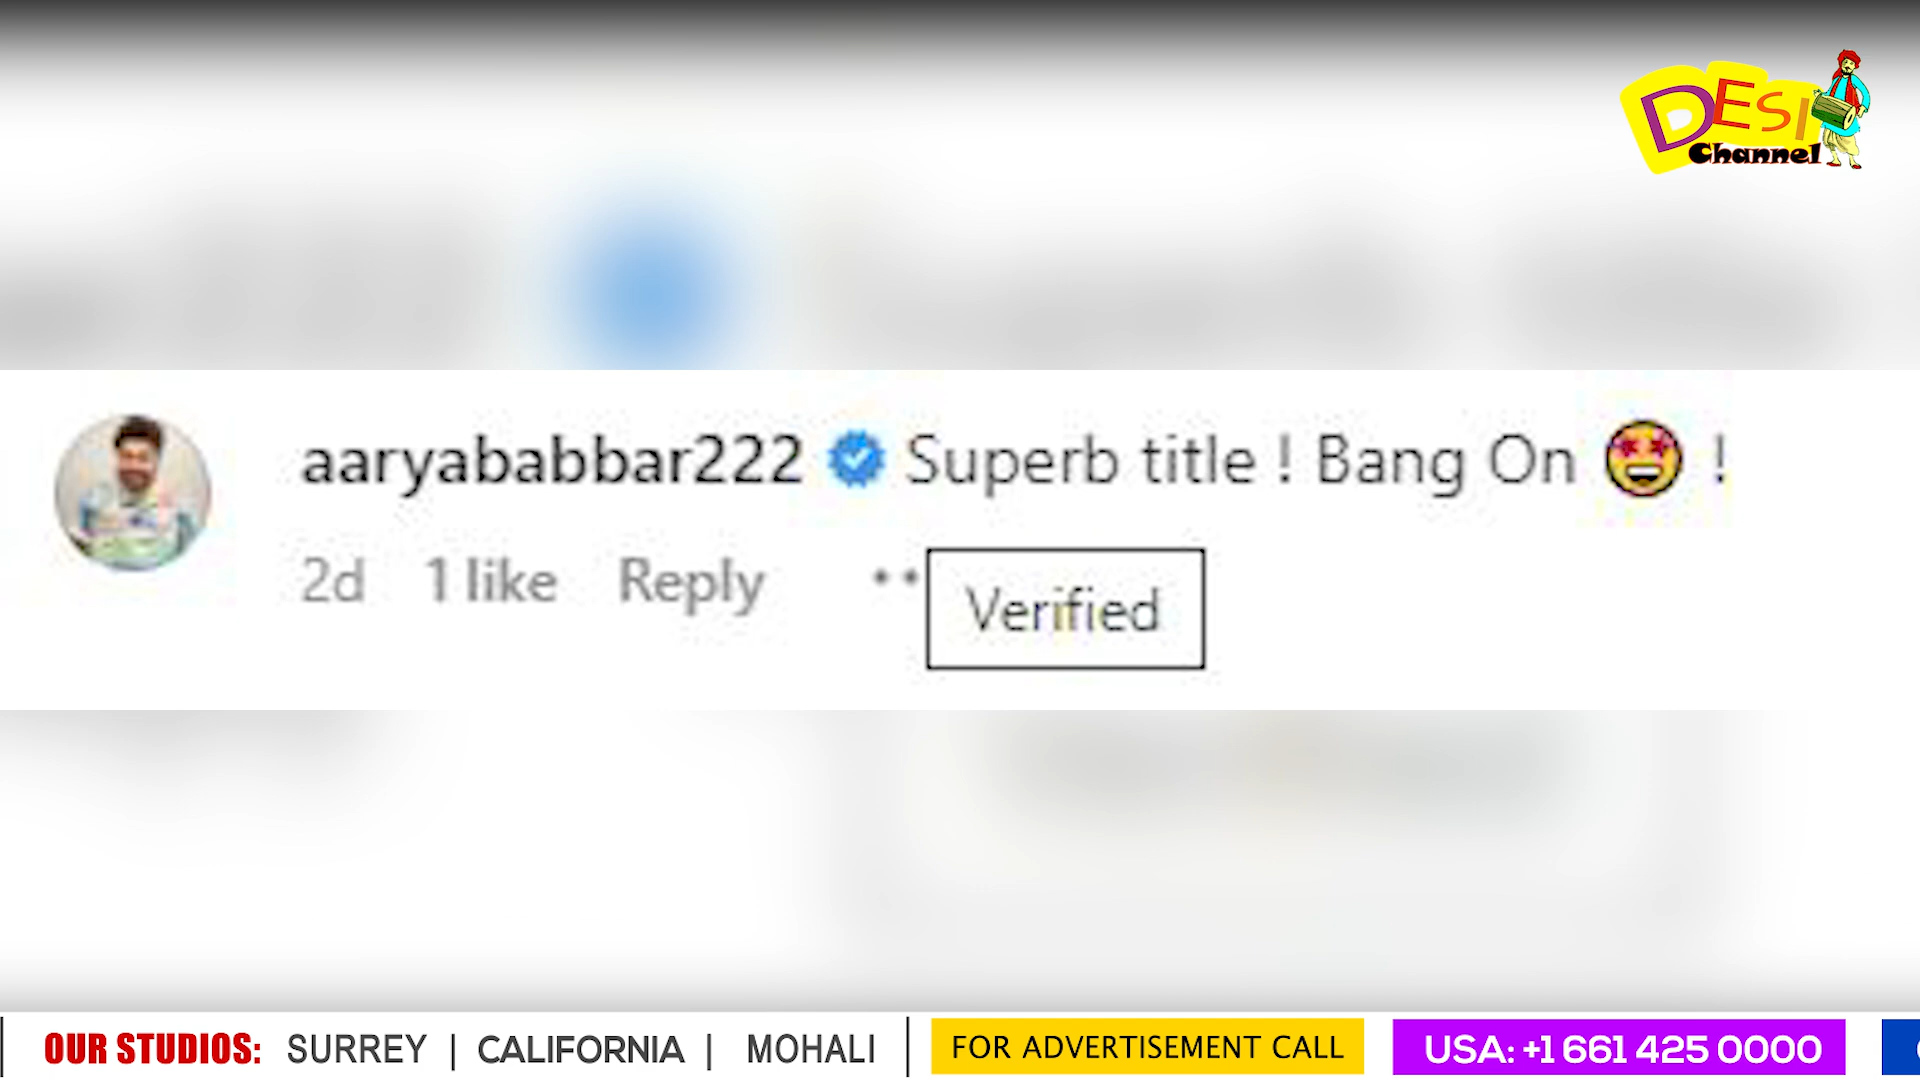 DESI
Channel
aaryababbar222 Superb title ! Bang On 🤩 !
2d 1 like Reply
Verified
OUR STUDIOS: SURREY | CALIFORNIA | MOHALI
FOR ADVERTISEMENT CALL
USA: +1 661 425 0000